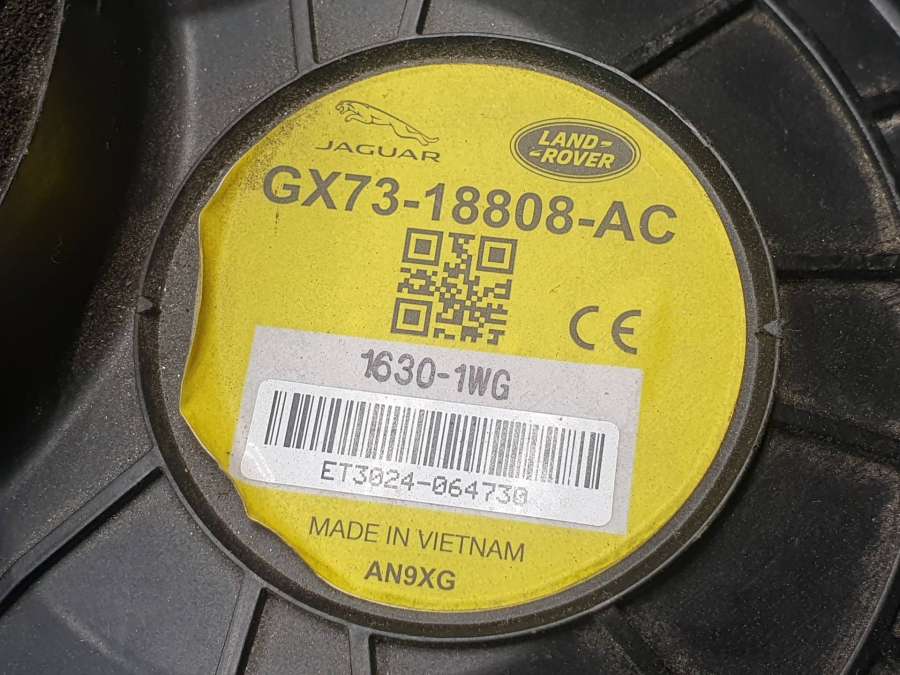 JAGUAR
LAND-
-ROVER
GX73-18808-AC
CE
1630-1WG
ET3024-064730
MADE IN VIETNAM
AN9XG